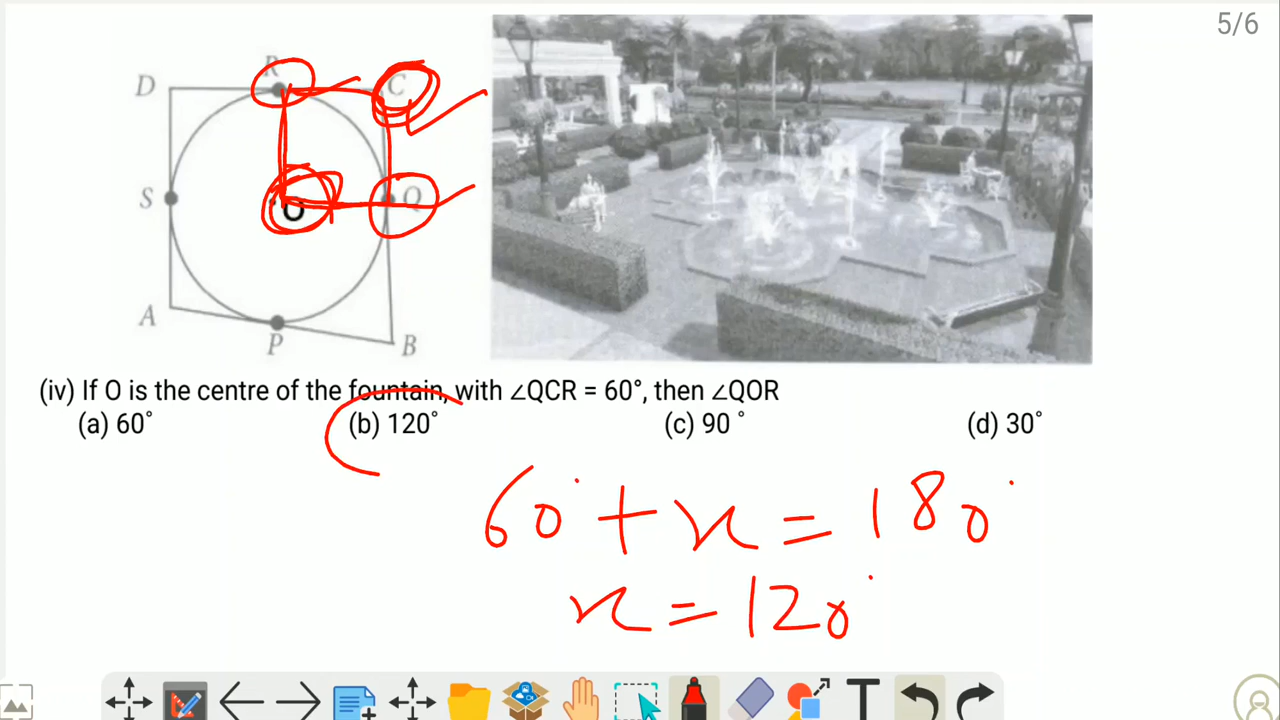 5/6
D R C
S O Q
A P B
(iv) If O is the centre of the fountain, with ∠QCR = 60°, then ∠QOR
(a) 60° (b) 120° (c) 90 ° (d) 30°
60° + x = 180°
x = 120°
T